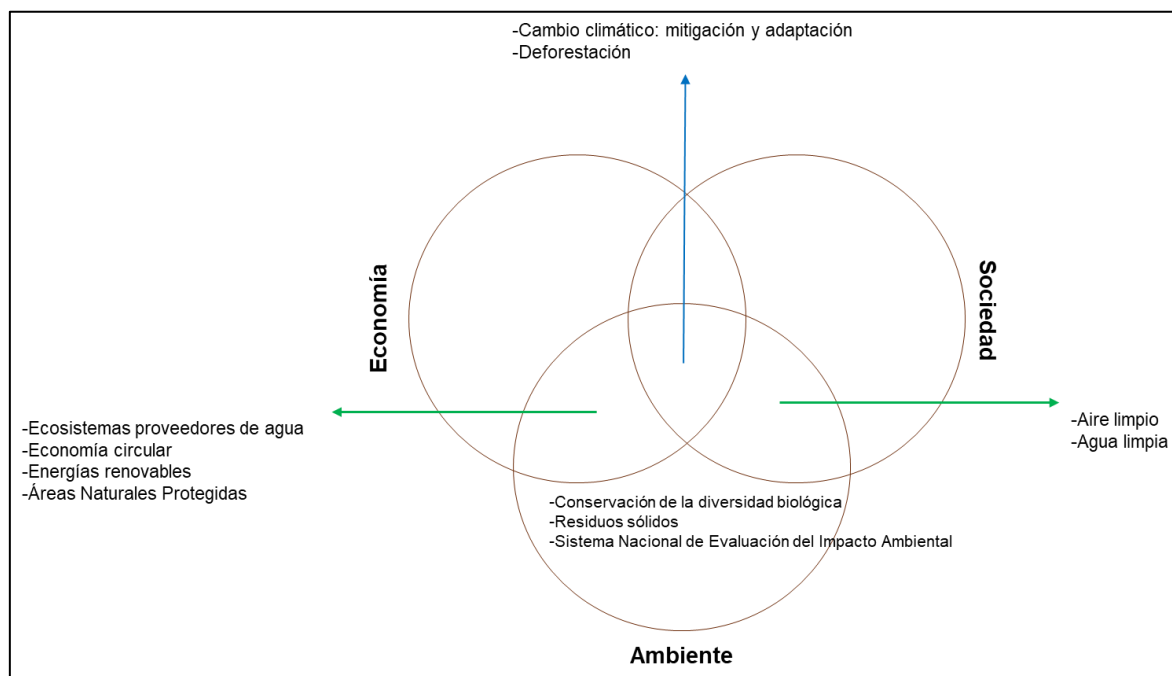 -Cambio climático: mitigación y adaptación
-Deforestación
Economía
Sociedad
-Ecosistemas proveedores de agua
-Economía circular
-Energías renovables
-Áreas Naturales Protegidas
-Aire limpio
-Agua limpia
-Conservación de la diversidad biológica
-Residuos sólidos
-Sistema Nacional de Evaluación del Impacto Ambiental
Ambiente